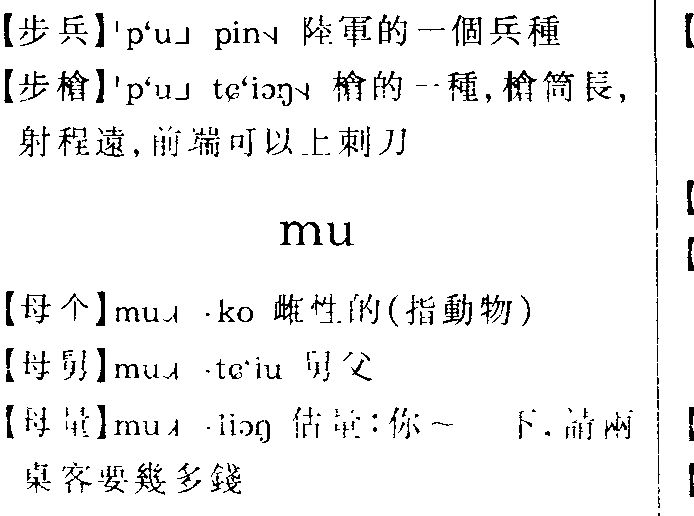 【步兵】ˈpʻu˩ pin˧ 陸軍的一個兵種
【步槍】ˈpʻu˩ tɕʻiɔŋ˧ 槍的一種，槍筒長，
射程遠，前端可以上刺刀
mu
【母个】mu˩ ·ko 雌性的（指動物）
【母舅】mu˩ ·tɕʻiu 舅父
【母量】mu˩ ·liɔŋ 估量：你～一下，請兩
桌客要幾多錢